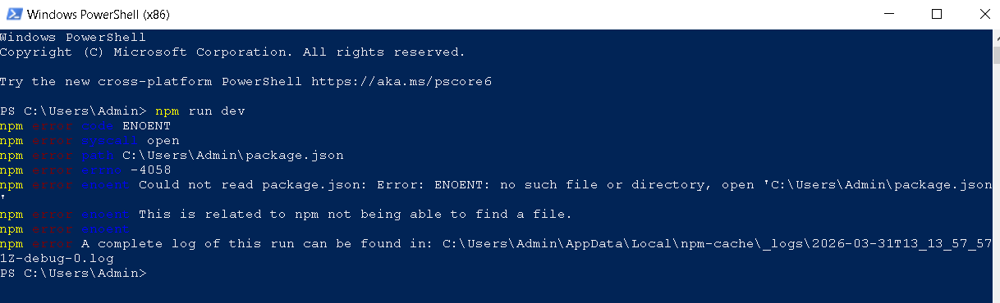 Windows PowerShell (x86)
Windows PowerShell
Copyright (C) Microsoft Corporation. All rights reserved.
Try the new cross-platform PowerShell https://aka.ms/pscore6
PS C:\Users\Admin> npm run dev
npm error code ENOENT
npm error syscall open
npm error path C:\Users\Admin\package.json
npm error errno -4058
npm error enoent Could not read package.json: Error: ENOENT: no such file or directory, open 'C:\Users\Admin\package.json
'
npm error enoent This is related to npm not being able to find a file.
npm error enoent
npm error A complete log of this run can be found in: C:\Users\Admin\AppData\Local\npm-cache\_logs\2026-03-31T13_13_57_57
1Z-debug-0.log
PS C:\Users\Admin>